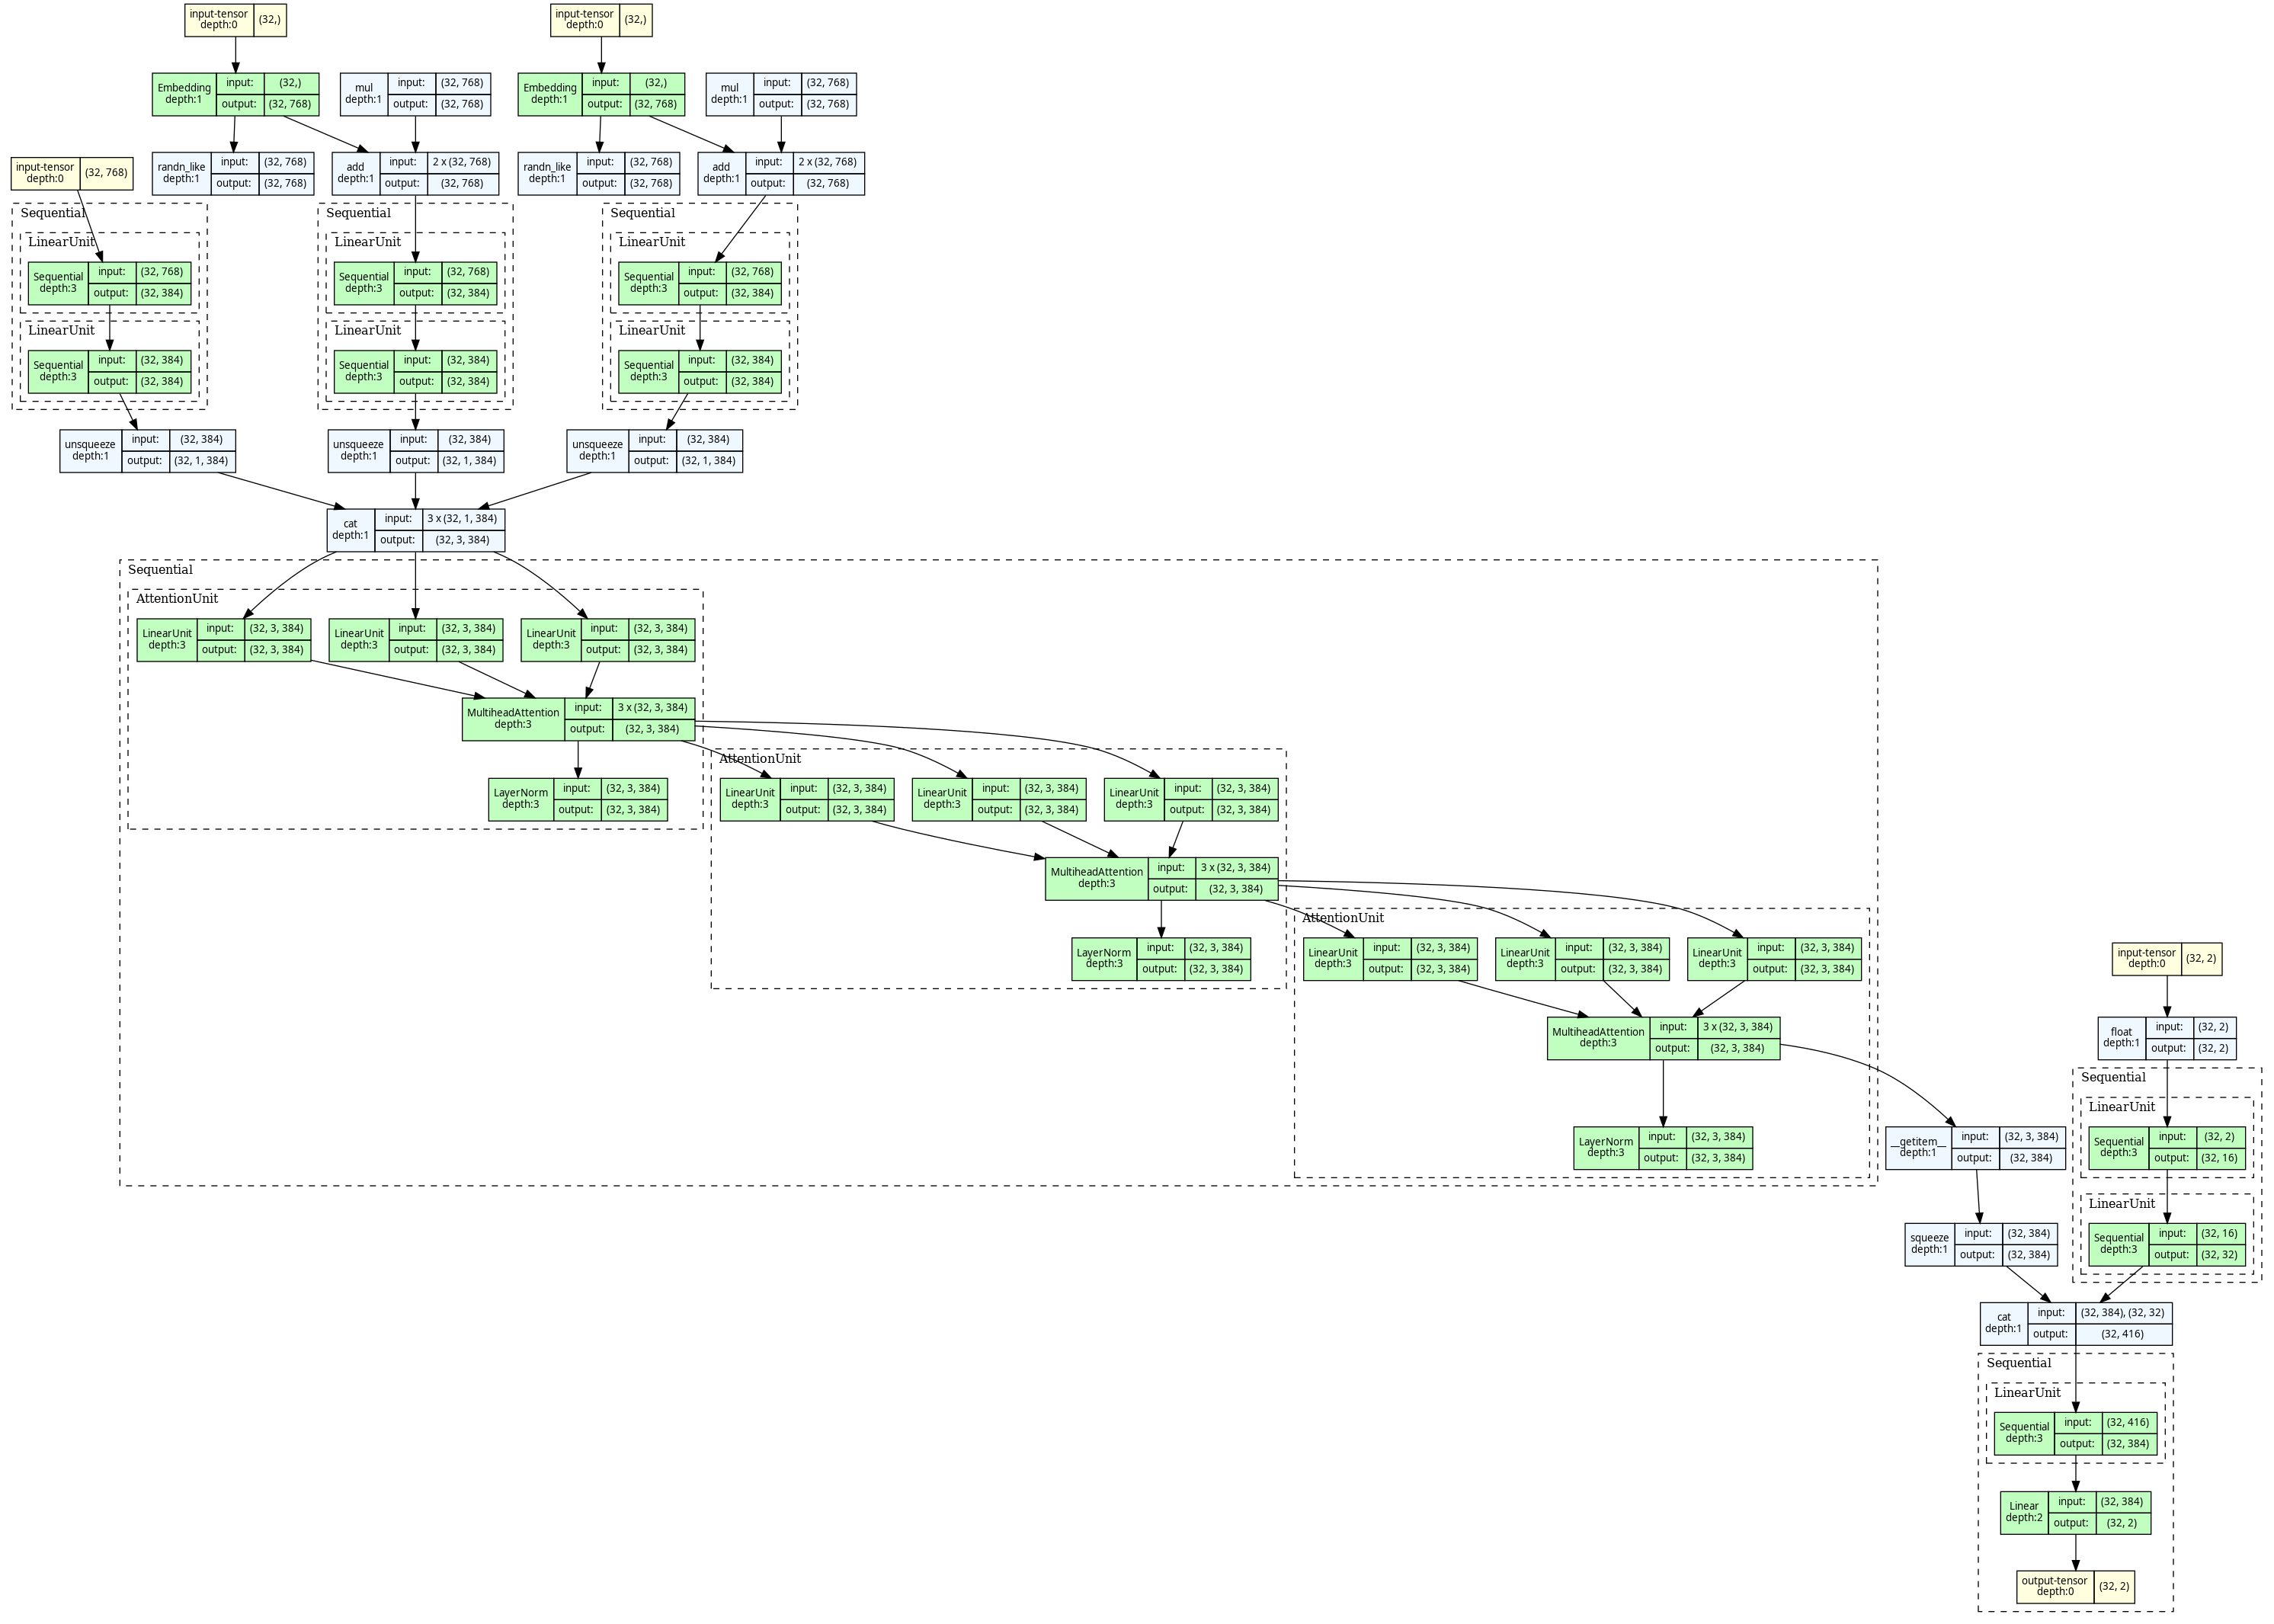 input-tensor
depth:0
(32,)
input-tensor
depth:0
(32,)
Embedding
depth:1
input:
(32,)
output:
(32, 768)
mul
depth:1
input:
(32, 768)
output:
(32, 768)
Embedding
depth:1
input:
(32,)
output:
(32, 768)
mul
depth:1
input:
(32, 768)
output:
(32, 768)
input-tensor
depth:0
(32, 768)
randn_like
depth:1
input:
(32, 768)
output:
(32, 768)
add
depth:1
input:
2 x (32, 768)
output:
(32, 768)
randn_like
depth:1
input:
(32, 768)
output:
(32, 768)
add
depth:1
input:
2 x (32, 768)
output:
(32, 768)
Sequential
LinearUnit
Sequential
depth:3
input:
(32, 768)
output:
(32, 384)
LinearUnit
Sequential
depth:3
input:
(32, 384)
output:
(32, 384)
Sequential
LinearUnit
Sequential
depth:3
input:
(32, 768)
output:
(32, 384)
LinearUnit
Sequential
depth:3
input:
(32, 384)
output:
(32, 384)
Sequential
LinearUnit
Sequential
depth:3
input:
(32, 768)
output:
(32, 384)
LinearUnit
Sequential
depth:3
input:
(32, 384)
output:
(32, 384)
unsqueeze
depth:1
input:
(32, 384)
output:
(32, 1, 384)
unsqueeze
depth:1
input:
(32, 384)
output:
(32, 1, 384)
unsqueeze
depth:1
input:
(32, 384)
output:
(32, 1, 384)
cat
depth:1
input:
3 x (32, 1, 384)
output:
(32, 3, 384)
Sequential
AttentionUnit
LinearUnit
depth:3
input:
(32, 3, 384)
output:
(32, 3, 384)
LinearUnit
depth:3
input:
(32, 3, 384)
output:
(32, 3, 384)
LinearUnit
depth:3
input:
(32, 3, 384)
output:
(32, 3, 384)
MultiheadAttention
depth:3
input:
3 x (32, 3, 384)
output:
(32, 3, 384)
LayerNorm
depth:3
input:
(32, 3, 384)
output:
(32, 3, 384)
AttentionUnit
LinearUnit
depth:3
input:
(32, 3, 384)
output:
(32, 3, 384)
LinearUnit
depth:3
input:
(32, 3, 384)
output:
(32, 3, 384)
LinearUnit
depth:3
input:
(32, 3, 384)
output:
(32, 3, 384)
MultiheadAttention
depth:3
input:
3 x (32, 3, 384)
output:
(32, 3, 384)
LayerNorm
depth:3
input:
(32, 3, 384)
output:
(32, 3, 384)
AttentionUnit
LinearUnit
depth:3
input:
(32, 3, 384)
output:
(32, 3, 384)
LinearUnit
depth:3
input:
(32, 3, 384)
output:
(32, 3, 384)
LinearUnit
depth:3
input:
(32, 3, 384)
output:
(32, 3, 384)
MultiheadAttention
depth:3
input:
3 x (32, 3, 384)
output:
(32, 3, 384)
LayerNorm
depth:3
input:
(32, 3, 384)
output:
(32, 3, 384)
input-tensor
depth:0
(32, 2)
float
depth:1
input:
(32, 2)
output:
(32, 2)
Sequential
LinearUnit
Sequential
depth:3
input:
(32, 2)
output:
(32, 16)
LinearUnit
Sequential
depth:3
input:
(32, 16)
output:
(32, 32)
__getitem__
depth:1
input:
(32, 3, 384)
output:
(32, 384)
squeeze
depth:1
input:
(32, 384)
output:
(32, 384)
cat
depth:1
input:
(32, 384), (32, 32)
output:
(32, 416)
Sequential
LinearUnit
Sequential
depth:3
input:
(32, 416)
output:
(32, 384)
Linear
depth:2
input:
(32, 384)
output:
(32, 2)
output-tensor
depth:0
(32, 2)